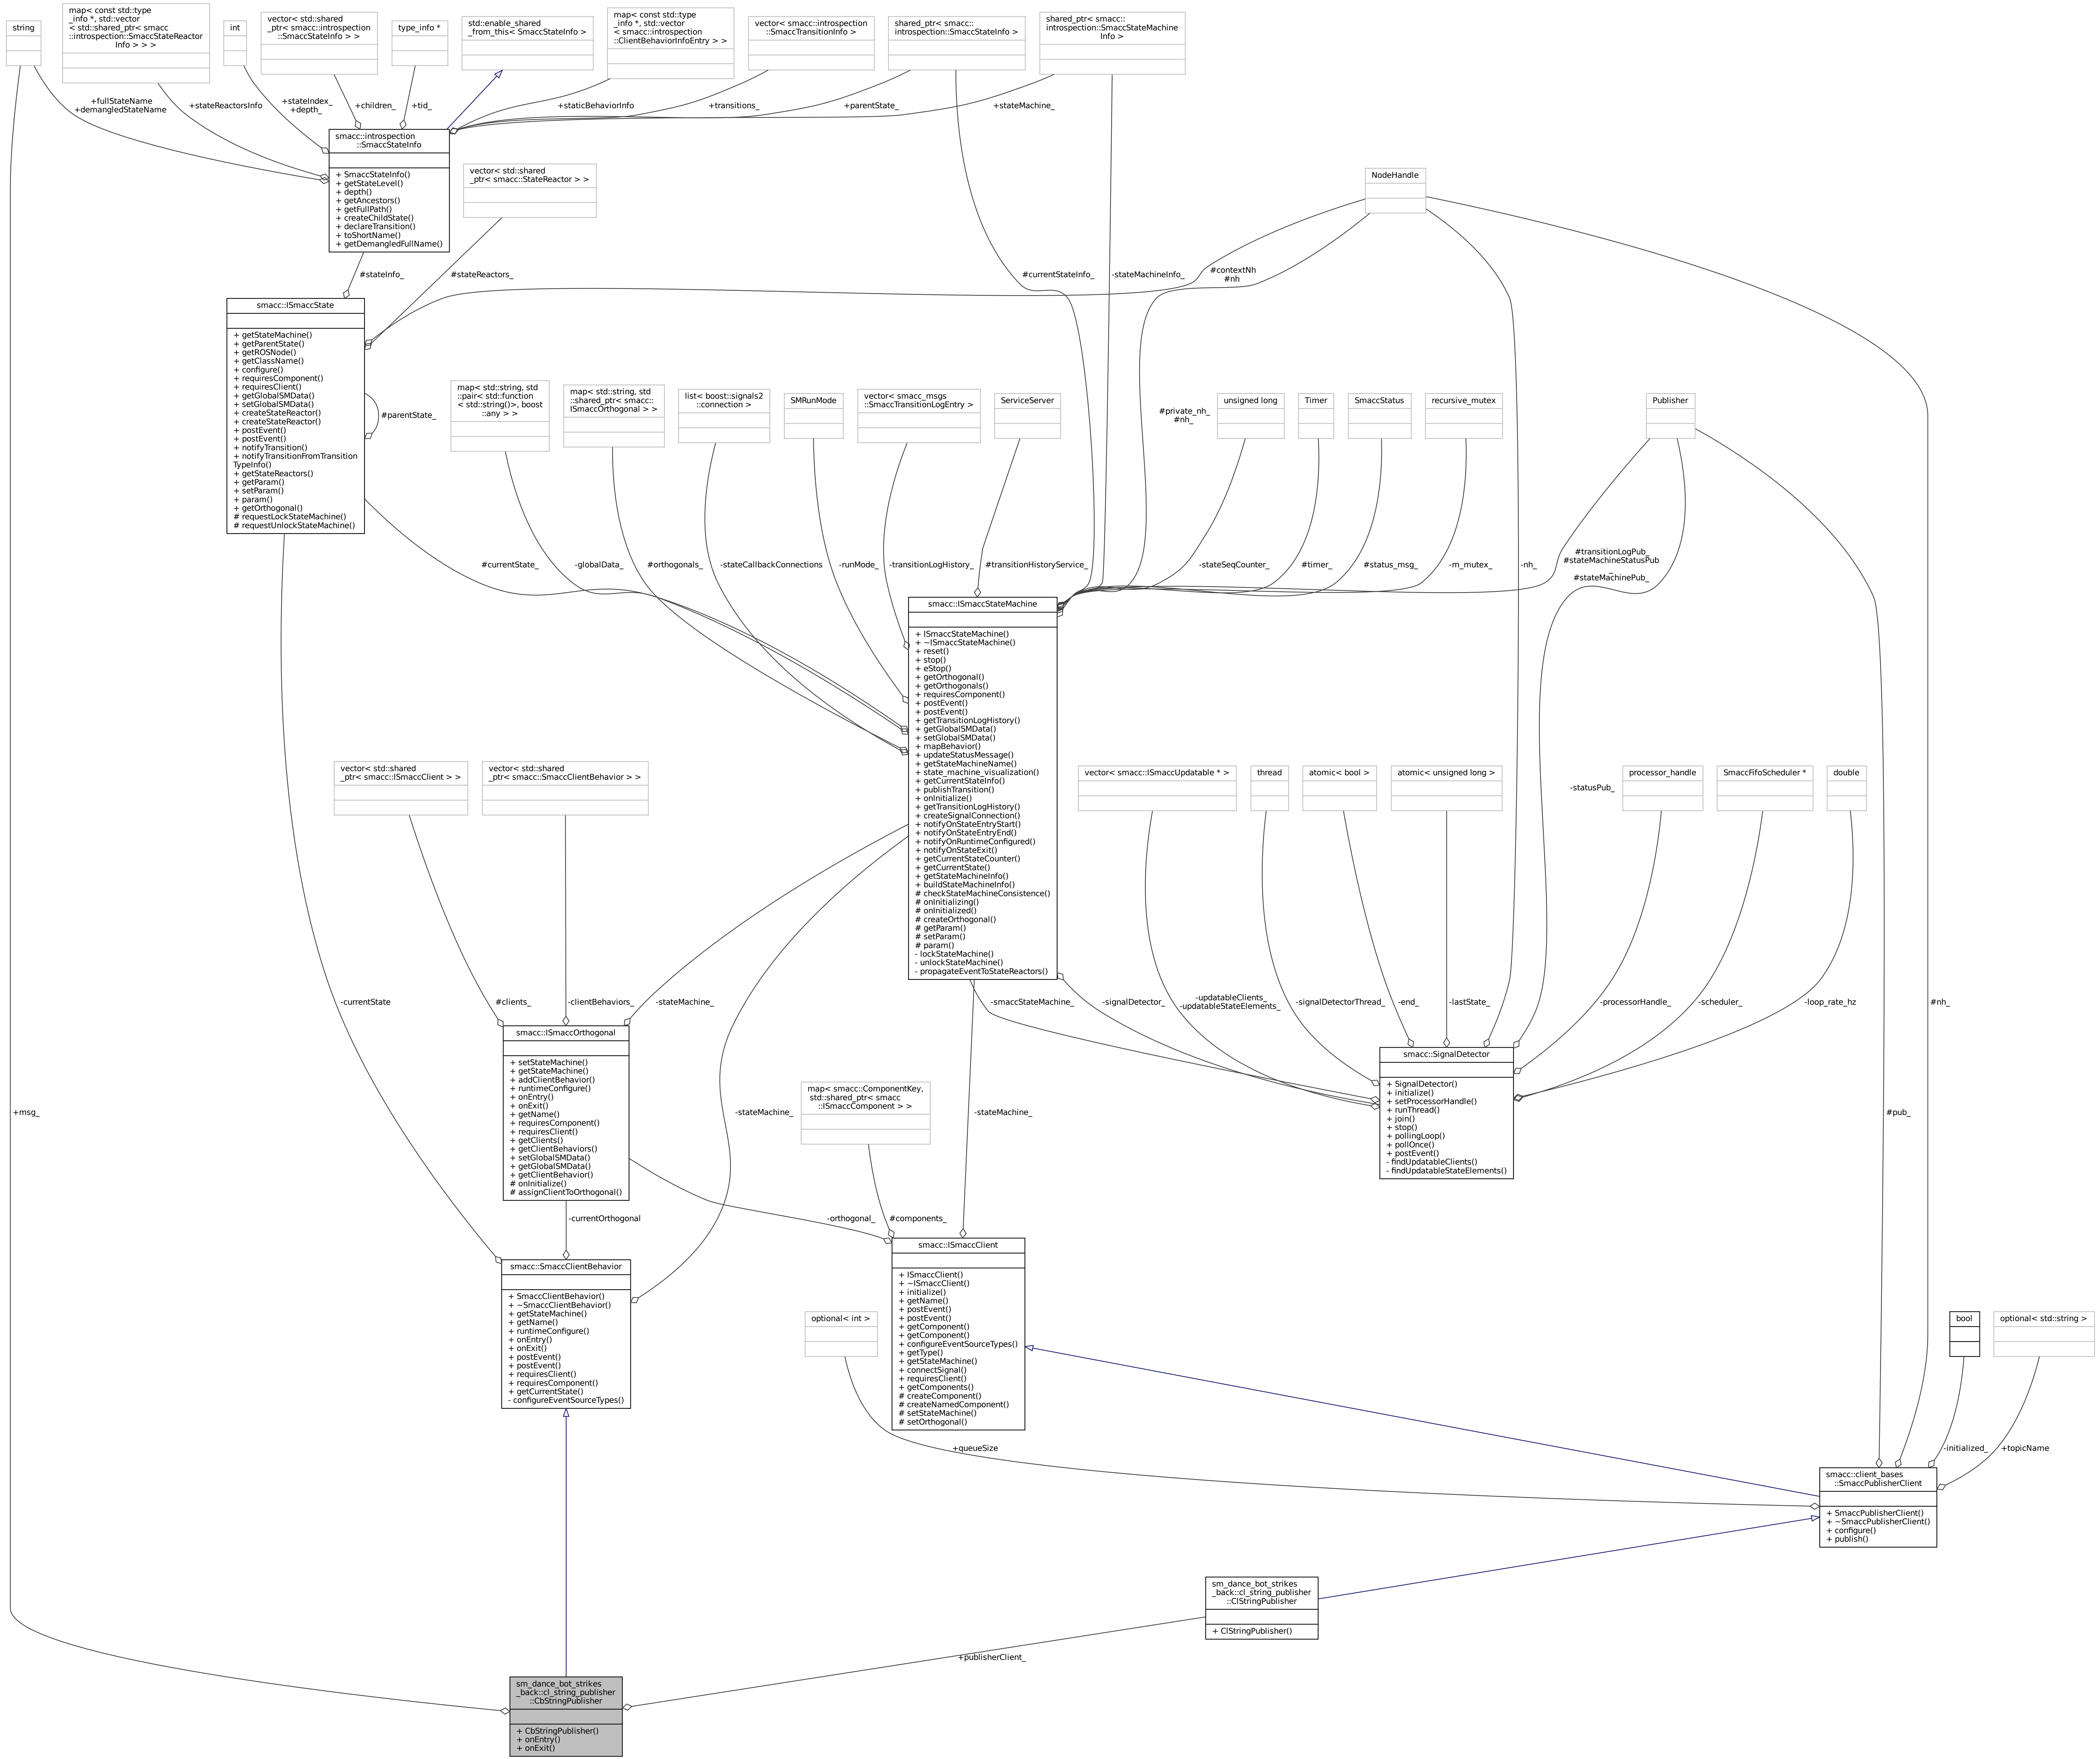 string
map< const std::type
_info *, std::vector
< std::shared_ptr< smacc
::introspection::SmaccStateReactor
Info > > >
int
vector< std::shared
_ptr< smacc::introspection
::SmaccStateInfo > >
type_info *
std::enable_shared
_from_this< SmaccStateInfo >
map< const std::type
_info *, std::vector
< smacc::introspection
::ClientBehaviorInfoEntry > >
vector< smacc::introspection
::SmaccTransitionInfo >
shared_ptr< smacc::
introspection::SmaccStateInfo >
shared_ptr< smacc::
introspection::SmaccStateMachine
Info >
+fullStateName
+demangledStateName
+stateReactorsInfo
+stateIndex_
+depth_
+children_
+tid_
+staticBehaviorInfo
+transitions_
+parentState_
+stateMachine_
smacc::introspection
::SmaccStateInfo
+ SmaccStateInfo()
+ getStateLevel()
+ depth()
+ getAncestors()
+ getFullPath()
+ createChildState()
+ declareTransition()
+ toShortName()
+ getDemangledFullName()
vector< std::shared
_ptr< smacc::StateReactor > >
NodeHandle
#stateInfo_
#stateReactors_
#currentStateInfo_
-stateMachineInfo_
#contextNh
#nh
smacc::ISmaccState
+ getStateMachine()
+ getParentState()
+ getROSNode()
+ getClassName()
+ configure()
+ requiresComponent()
+ requiresClient()
+ getGlobalSMData()
+ setGlobalSMData()
+ createStateReactor()
+ createStateReactor()
+ postEvent()
+ postEvent()
+ notifyTransition()
+ notifyTransitionFromTransition
TypeInfo()
+ getStateReactors()
+ getParam()
+ setParam()
+ param()
+ getOrthogonal()
# requestLockStateMachine()
# requestUnlockStateMachine()
#parentState_
map< std::string, std
::pair< std::function
< std::string()>, boost
::any > >
map< std::string, std
::shared_ptr< smacc::
ISmaccOrthogonal > >
list< boost::signals2
::connection >
SMRunMode
vector< smacc_msgs
::SmaccTransitionLogEntry >
ServiceServer
#private_nh_
#nh_
unsigned long
Timer
SmaccStatus
recursive_mutex
Publisher
#currentState_
-globalData_
#orthogonals_
-stateCallbackConnections
-runMode_
-transitionLogHistory_
#transitionHistoryService_
-stateSeqCounter_
#timer_
#status_msg_
-m_mutex_
-nh_
#transitionLogPub_
#stateMachineStatusPub
_
#stateMachinePub_
smacc::ISmaccStateMachine
+ ISmaccStateMachine()
+ ~ISmaccStateMachine()
+ reset()
+ stop()
+ eStop()
+ getOrthogonal()
+ getOrthogonals()
+ requiresComponent()
+ postEvent()
+ postEvent()
+ getTransitionLogHistory()
+ getGlobalSMData()
+ setGlobalSMData()
+ mapBehavior()
+ updateStatusMessage()
+ getStateMachineName()
+ state_machine_visualization()
+ getCurrentStateInfo()
+ publishTransition()
+ onInitialize()
+ getTransitionLogHistory()
+ createSignalConnection()
+ notifyOnStateEntryStart()
+ notifyOnStateEntryEnd()
+ notifyOnRuntimeConfigured()
+ notifyOnStateExit()
+ getCurrentStateCounter()
+ getCurrentState()
+ getStateMachineInfo()
+ buildStateMachineInfo()
# checkStateMachineConsistence()
# onInitializing()
# onInitialized()
# createOrthogonal()
# getParam()
# setParam()
# param()
- lockStateMachine()
- unlockStateMachine()
- propagateEventToStateReactors()
vector< std::shared
_ptr< smacc::ISmaccClient > >
vector< std::shared
_ptr< smacc::SmaccClientBehavior > >
vector< smacc::ISmaccUpdatable * >
thread
atomic< bool >
atomic< unsigned long >
-statusPub_
processor_handle
SmaccFifoScheduler *
double
-currentState
#clients_
-clientBehaviors_
-stateMachine_
-smaccStateMachine_
-signalDetector_
-updatableClients_
-updatableStateElements_
-signalDetectorThread_
-end_
-lastState_
-processorHandle_
-scheduler_
-loop_rate_hz
#nh_
smacc::ISmaccOrthogonal
+ setStateMachine()
+ getStateMachine()
+ addClientBehavior()
+ runtimeConfigure()
+ onEntry()
+ onExit()
+ getName()
+ requiresComponent()
+ requiresClient()
+ getClients()
+ getClientBehaviors()
+ setGlobalSMData()
+ getGlobalSMData()
+ getClientBehavior()
# onInitialize()
# assignClientToOrthogonal()
smacc::SignalDetector
+ SignalDetector()
+ initialize()
+ setProcessorHandle()
+ runThread()
+ join()
+ stop()
+ pollingLoop()
+ pollOnce()
+ postEvent()
- findUpdatableClients()
- findUpdatableStateElements()
map< smacc::ComponentKey,
std::shared_ptr< smacc
::ISmaccComponent > >
+msg_
-stateMachine_
-stateMachine_
#pub_
-currentOrthogonal
-orthogonal_
#components_
smacc::SmaccClientBehavior
+ SmaccClientBehavior()
+ ~SmaccClientBehavior()
+ getStateMachine()
+ getName()
+ runtimeConfigure()
+ onEntry()
+ onExit()
+ postEvent()
+ postEvent()
+ requiresClient()
+ requiresComponent()
+ getCurrentState()
- configureEventSourceTypes()
smacc::ISmaccClient
+ ISmaccClient()
+ ~ISmaccClient()
+ initialize()
+ getName()
+ postEvent()
+ postEvent()
+ getComponent()
+ getComponent()
+ configureEventSourceTypes()
+ getType()
+ getStateMachine()
+ connectSignal()
+ requiresClient()
+ getComponents()
# createComponent()
# createNamedComponent()
# setStateMachine()
# setOrthogonal()
optional< int >
bool
optional< std::string >
+queueSize
-initialized_
+topicName
smacc::client_bases
::SmaccPublisherClient
+ SmaccPublisherClient()
+ ~SmaccPublisherClient()
+ configure()
+ publish()
sm_dance_bot_strikes
_back::cl_string_publisher
::ClStringPublisher
+ ClStringPublisher()
+publisherClient_
sm_dance_bot_strikes
_back::cl_string_publisher
::CbStringPublisher
+ CbStringPublisher()
+ onEntry()
+ onExit()